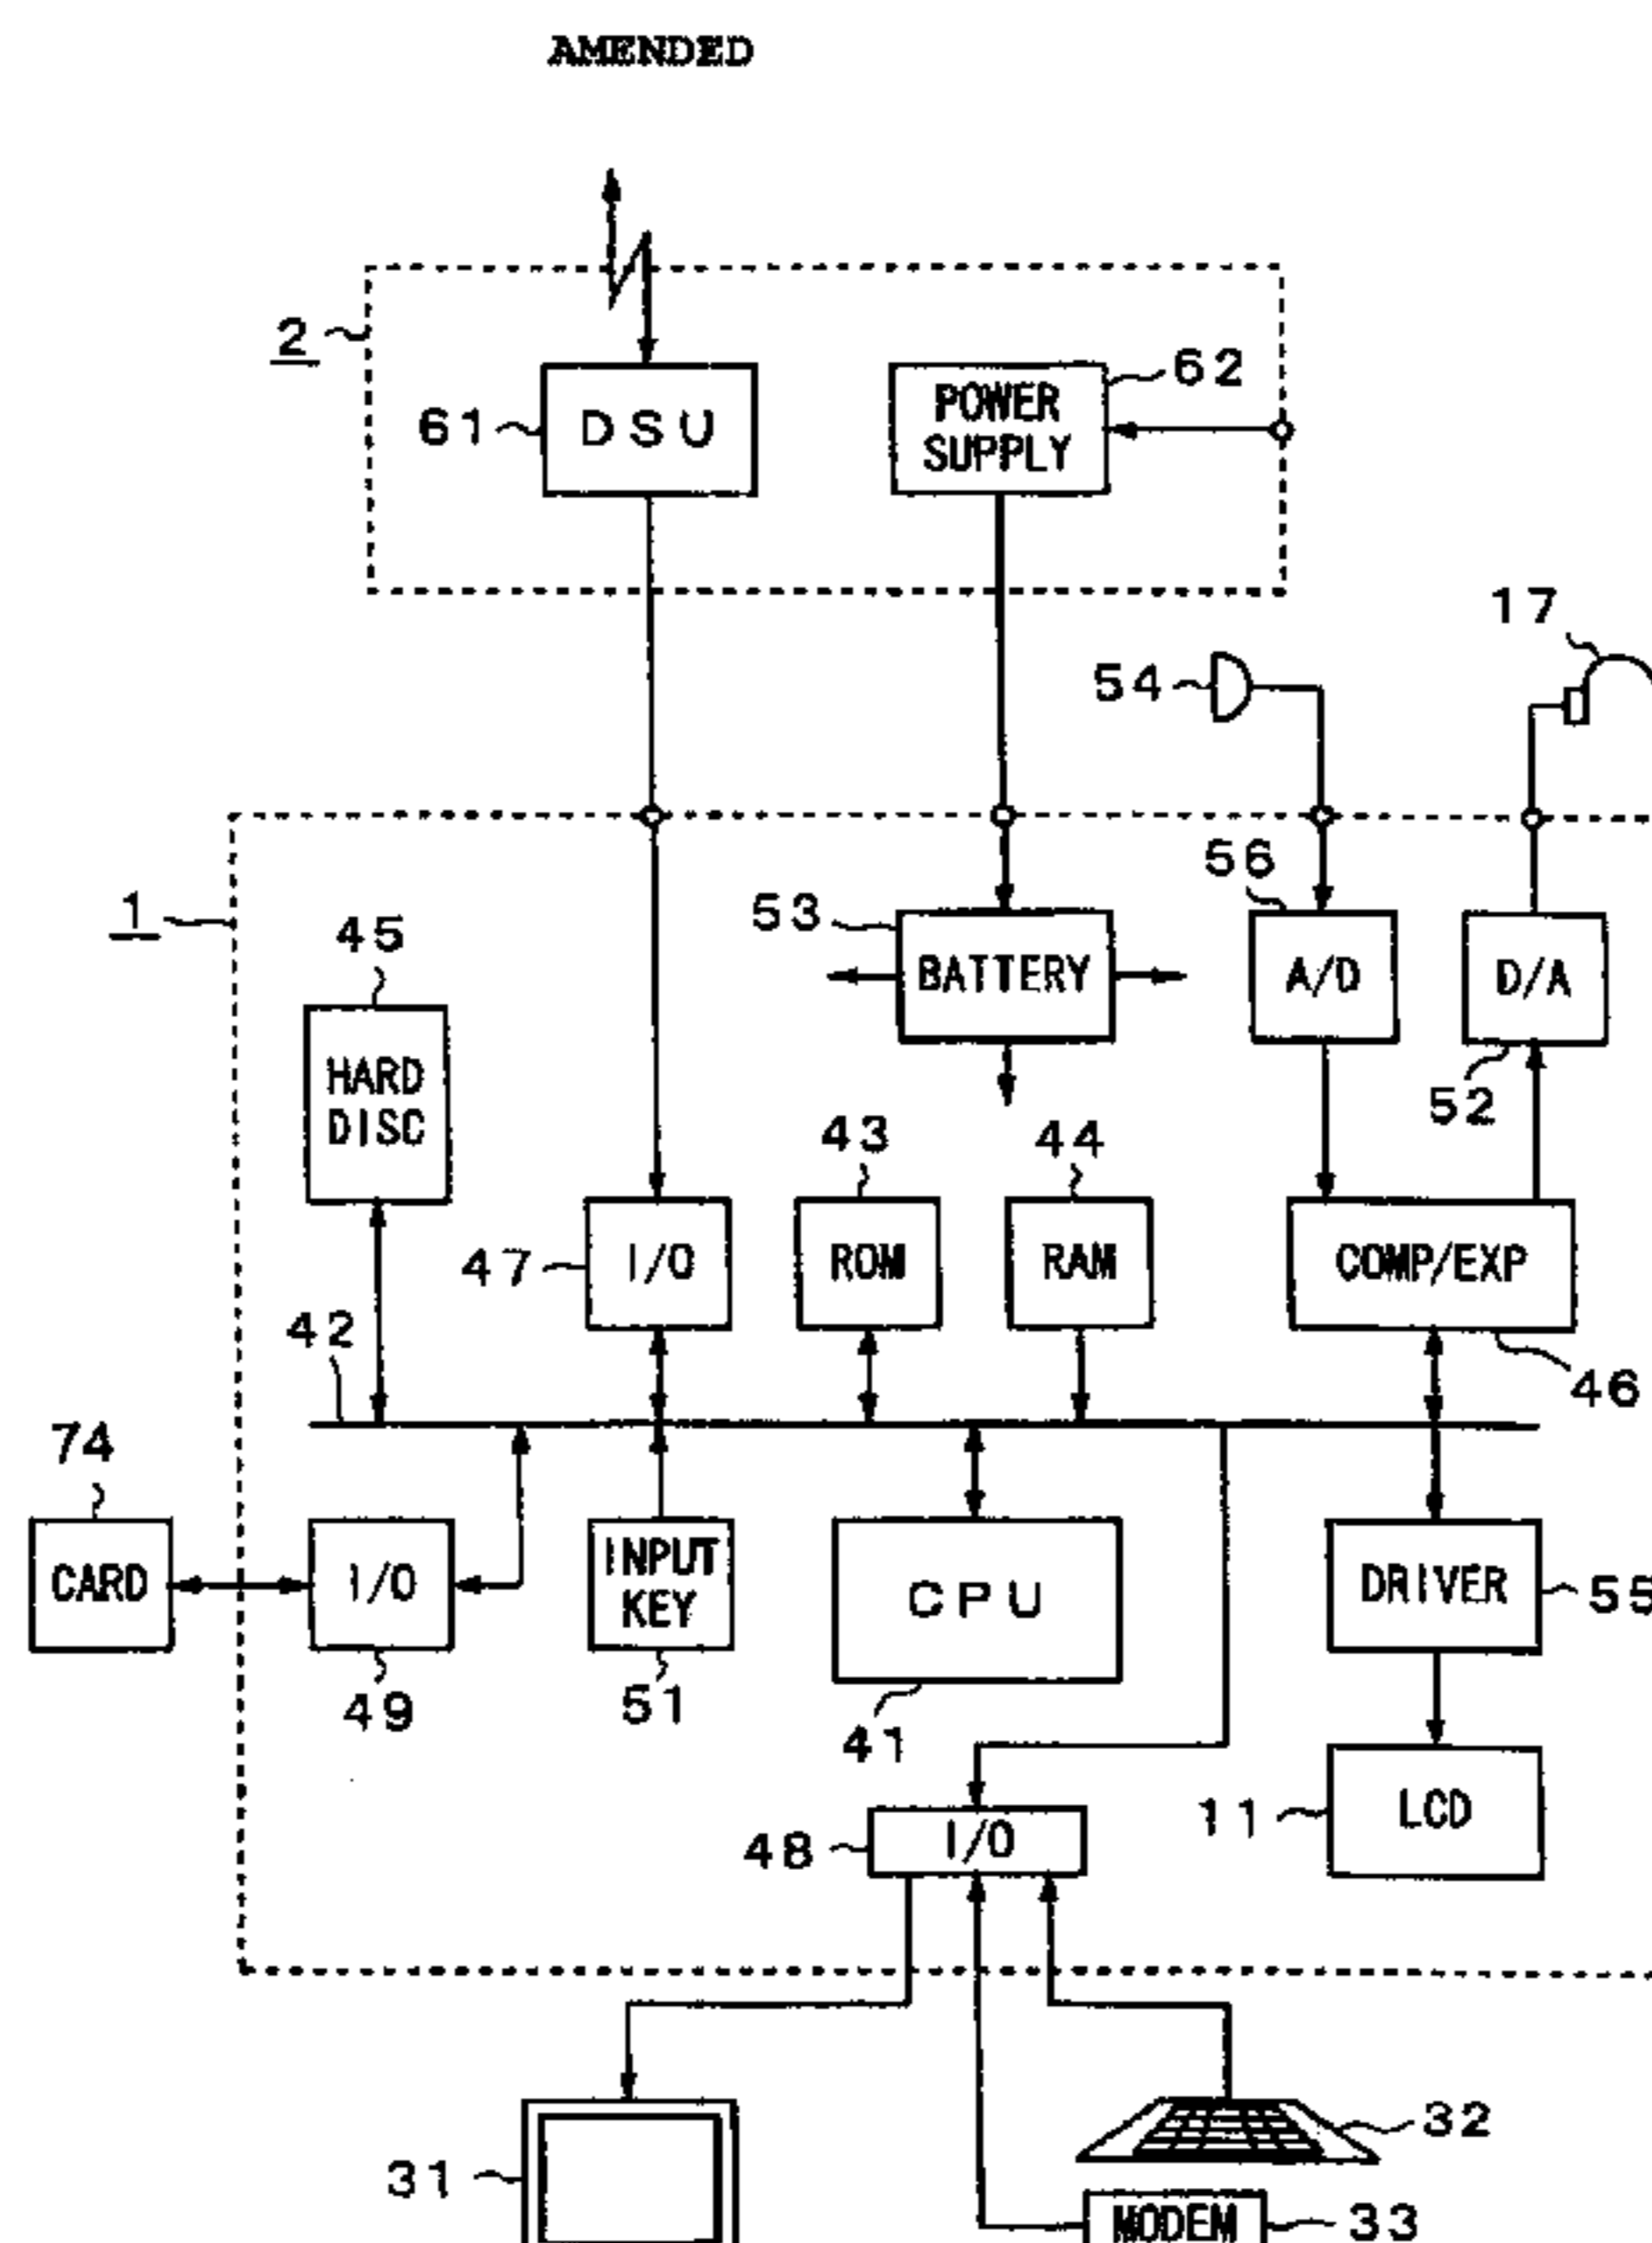 AMENDED
2
62
61
DSU
POWER
SUPPLY
17
54
56
1
45
53
BATTERY
A/D
D/A
HARD
DISC
52
43
44
47
I/O
ROM
RAM
COMP/EXP
42
46
74
CARD
I/O
INPUT
KEY
CPU
DRIVER
55
49
51
41
11
LCD
48
I/O
32
31
MODEM
33